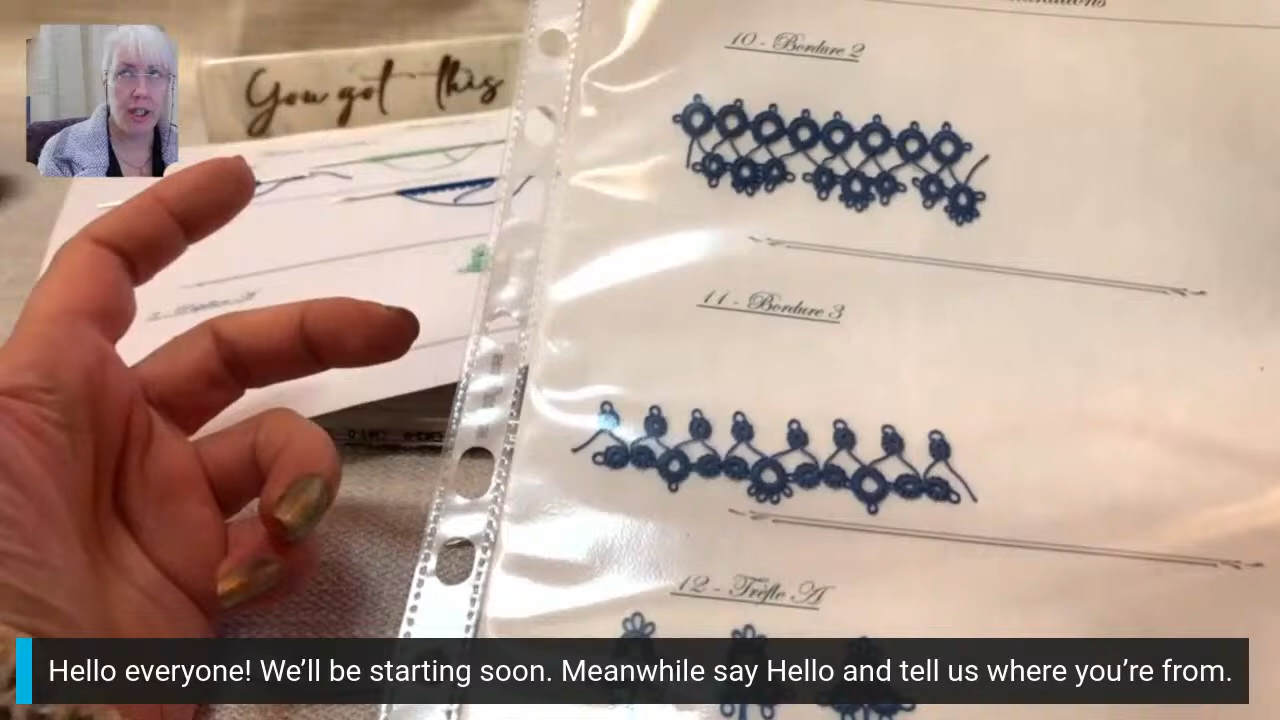 10 - Bordure 2
You got this
11 - Bordure 3
12 - Trèfle A
Hello everyone! We’ll be starting soon. Meanwhile say Hello and tell us where you’re from.